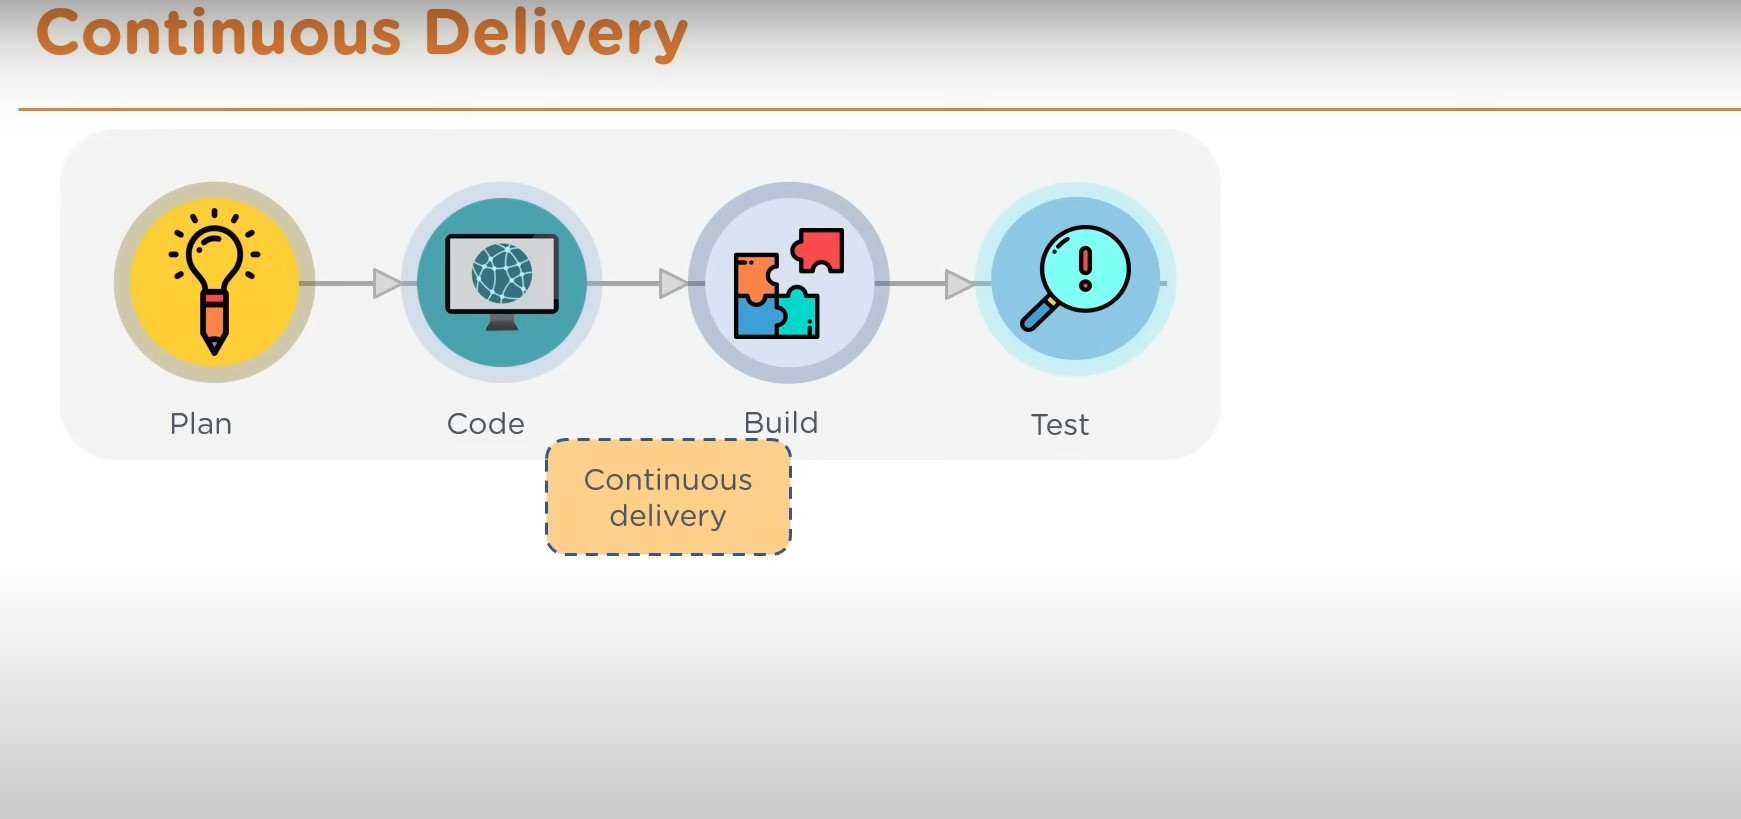 Continuous Delivery
Plan
Code
Build
Test
Continuous
delivery